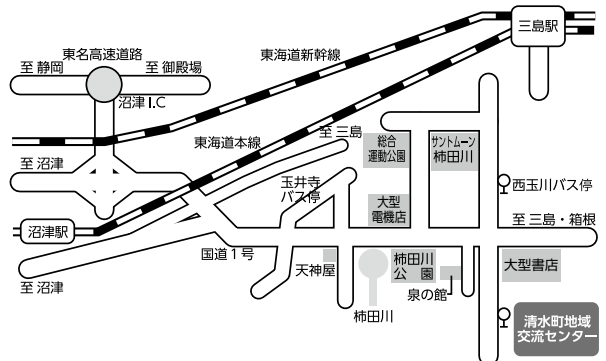 三島駅
東名高速道路
至 静岡
至 御殿場
東海道新幹線
沼津I.C
東海道本線
至 三島
総合
運動公園
サントムーン
柿田川
至 沼津
玉井寺
バス停
西玉川バス停
大型
電機店
至 三島・箱根
沼津駅
国道1号
天神屋
柿田川
公園
大型書店
至 沼津
泉の館
柿田川
清水町地域
交流センター